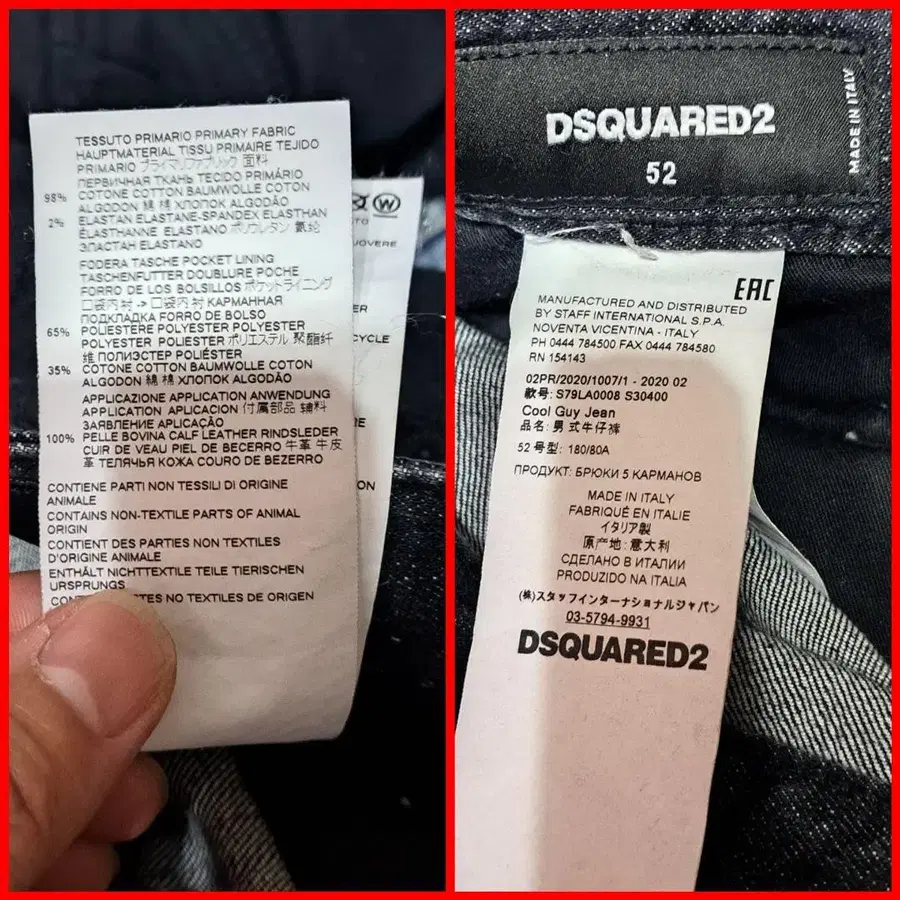 TESSUTO PRIMARIO PRIMARY FABRIC
HAUPTMATERIAL TISSU PRIMAIRE TEJIDO
PRIMARIO プライマリファブリック 面料
ПЕРВИЧНАЯ ТКАНЬ TECIDO PRIMÁRIO
98% COTONE COTTON BAUMWOLLE COTON
ALGODON 綿 棉 ХЛОПОК ALGODÃO
2% ELASTAN ELASTANE-SPANDEX ELASTHAN
ÉLASTHANNE ELASTANO ポリウレタン 氨纶
ЭЛАСТАН ELASTANO
FODERA TASCHE POCKET LINING
TASCHENFUTTER DOUBLURE POCHE
FORRO DE LOS BOLSILLOS ポケットライニング
口袋内衬 -> 口袋内 衬 КАРМАННАЯ
ПОДКЛАДКА FORRO DE BOLSO
65% POLIESTERE POLYESTER POLYESTER
POLYESTER POLIESTER ポリエステル 聚酯纤
维 ПОЛИЭСТЕР POLIÉSTER
35% COTONE COTTON BAUMWOLLE COTON
ALGODON 綿 棉 ХЛОПОК ALGODÃO
APPLICAZIONE APPLICATION ANWENDUNG
APPLICATION APLICACION 付属部品 辅料
ЗАЯВЛЕНИЕ APLICAÇÃO
100% PELLE BOVINA CALF LEATHER RINDSLEDER
CUIR DE VEAU PIEL DE BECERRO 牛革 牛皮
革 ТЕЛЯЧЬЯ КОЖА COURO DE BEZERRO
CONTIENE PARTI NON TESSILI DI ORIGINE
ANIMALE
CONTAINS NON-TEXTILE PARTS OF ANIMAL
ORIGIN
CONTIENT DES PARTIES NON TEXTILES
D'ORIGINE ANIMALE
ENTHÄLT NICHTTEXTILE TEILE TIERISCHEN
URSPRUNGS
NO TEXTILES DE ORIGEN
W
TO
UOVERE
ER
CYCLE
ON
DSQUARED2
52
MADE IN ITALY
EAC
MANUFACTURED AND DISTRIBUTED
BY STAFF INTERNATIONAL S.P.A.
NOVENTA VICENTINA - ITALY
PH 0444 784500 FAX 0444 784580
RN 154143
02PR/2020/1007/1 - 2020 02
款号: S79LA0008 S30400
Cool Guy Jean
品名: 男式牛仔裤
52 号型: 180/80A
ПРОДУКТ: БРЮКИ 5 КАРМАНОВ
MADE IN ITALY
FABRIQUÉ EN ITALIE
イタリア製
原产地: 意大利
СДЕЛАНО В ИТАЛИИ
PRODUZIDO NA ITALIA
(株)スタッフインターナショナルジャパン
03-5794-9931
DSQUARED2